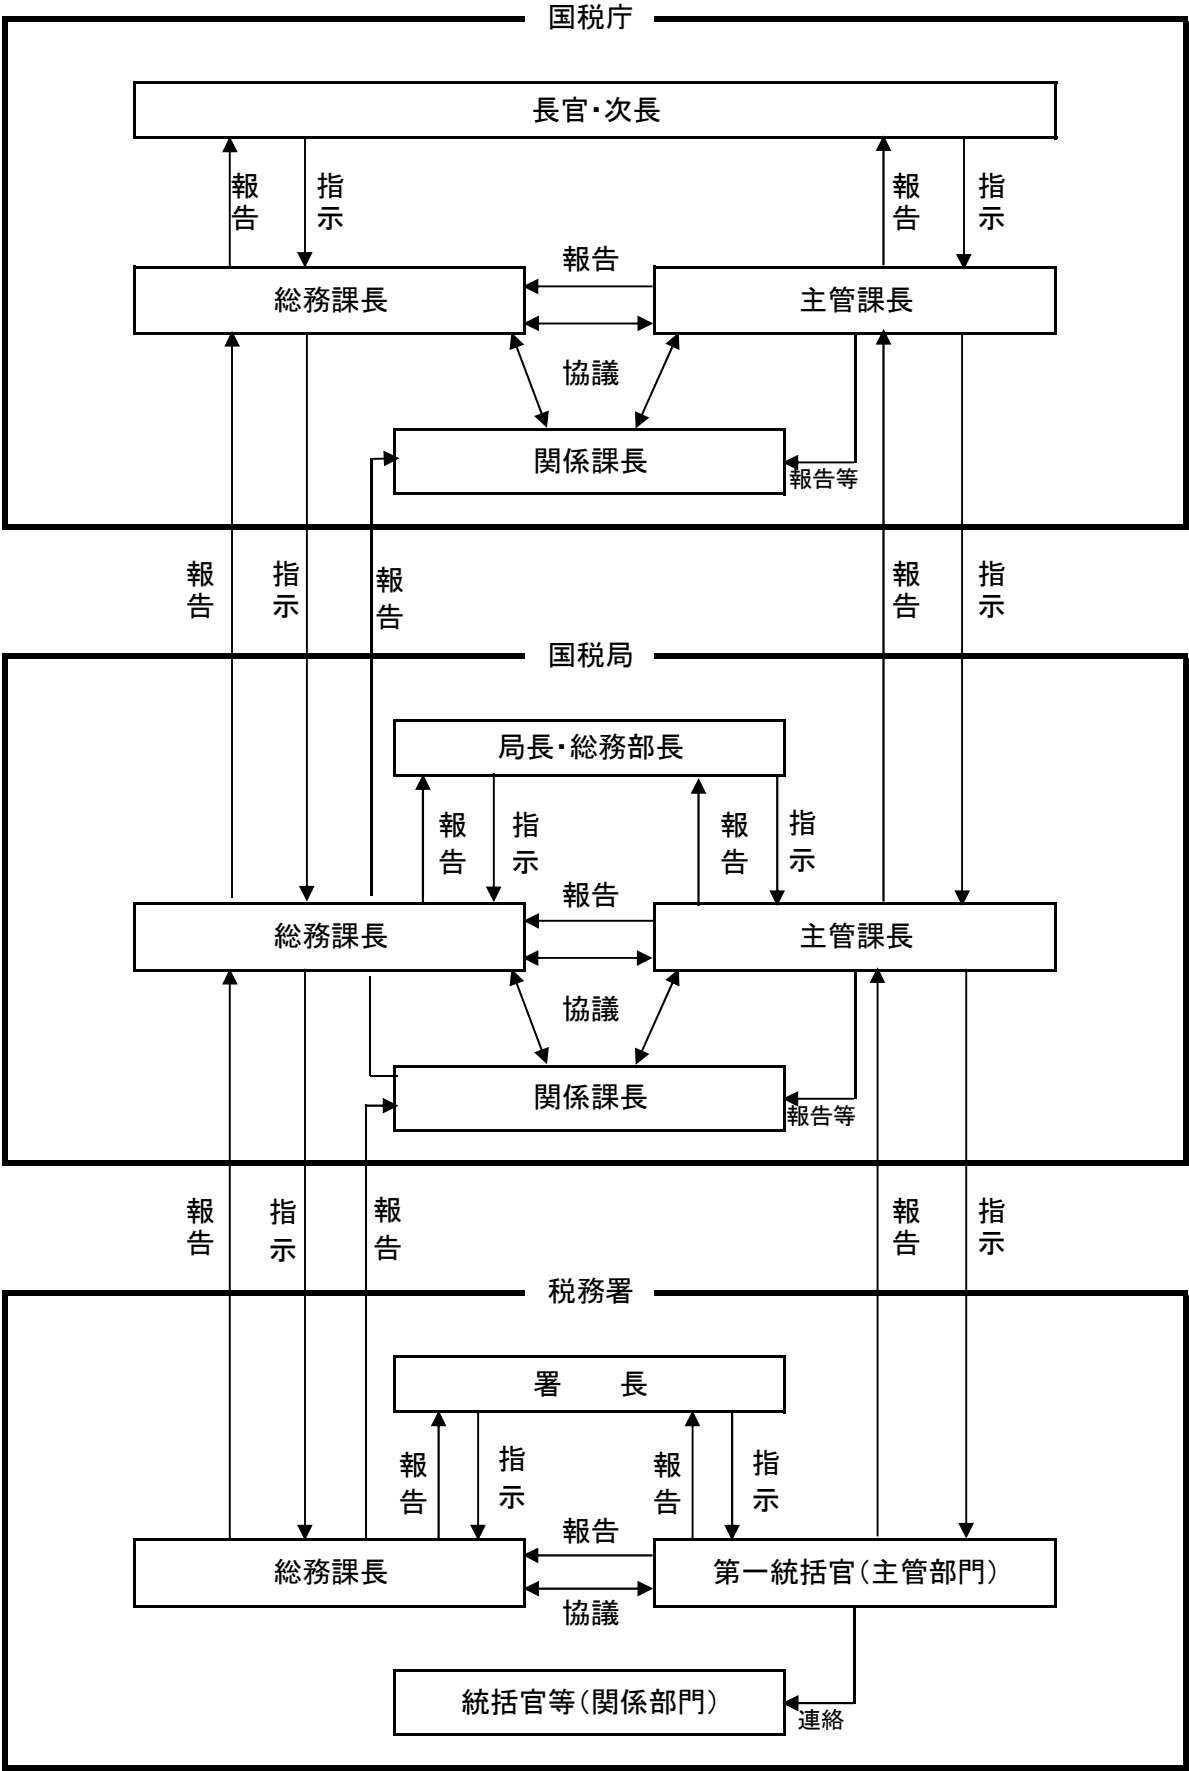 国税庁
長官・次長
報告
指示
報告
指示
報告
総務課長
主管課長
協議
関係課長
報告等
報告
指示
報告
報告
指示
国税局
局長・総務部長
報告
指示
報告
指示
報告
総務課長
主管課長
協議
関係課長
報告等
報告
指示
報告
報告
指示
税務署
署　　長
報告
指示
報告
指示
報告
総務課長
第一統括官（主管部門）
協議
統括官等（関係部門）
連絡